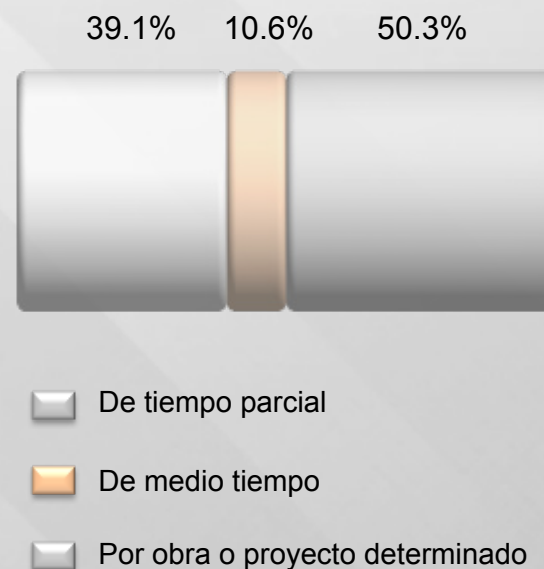 39.1% 10.6% 50.3%
De tiempo parcial
De medio tiempo
Por obra o proyecto determinado